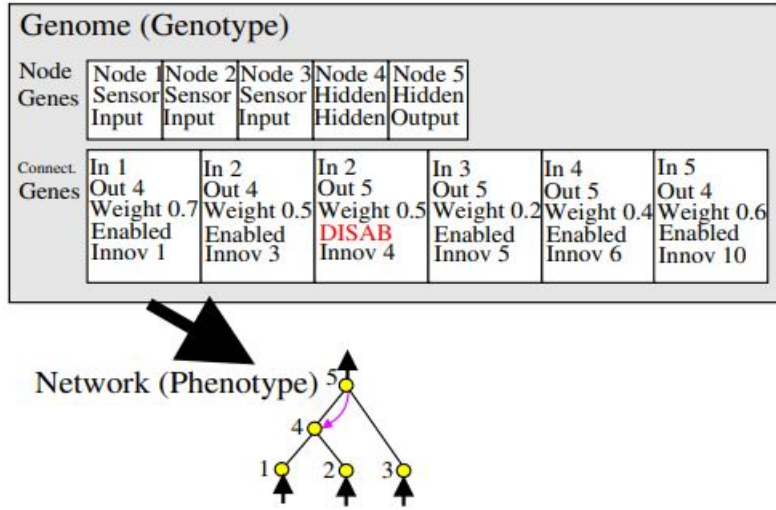 Genome (Genotype)
Node Genes
Node 1 Sensor Input
Node 2 Sensor Input
Node 3 Sensor Input
Node 4 Hidden Hidden
Node 5 Hidden Output
Connect. Genes
In 1
Out 4
Weight 0.7
Enabled
Innov 1
In 2
Out 4
Weight 0.5
Enabled
Innov 3
In 2
Out 5
Weight 0.5
DISAB
Innov 4
In 3
Out 5
Weight 0.2
Enabled
Innov 5
In 4
Out 5
Weight 0.4
Enabled
Innov 6
In 5
Out 4
Weight 0.6
Enabled
Innov 10
Network (Phenotype)
5
4
1
2
3